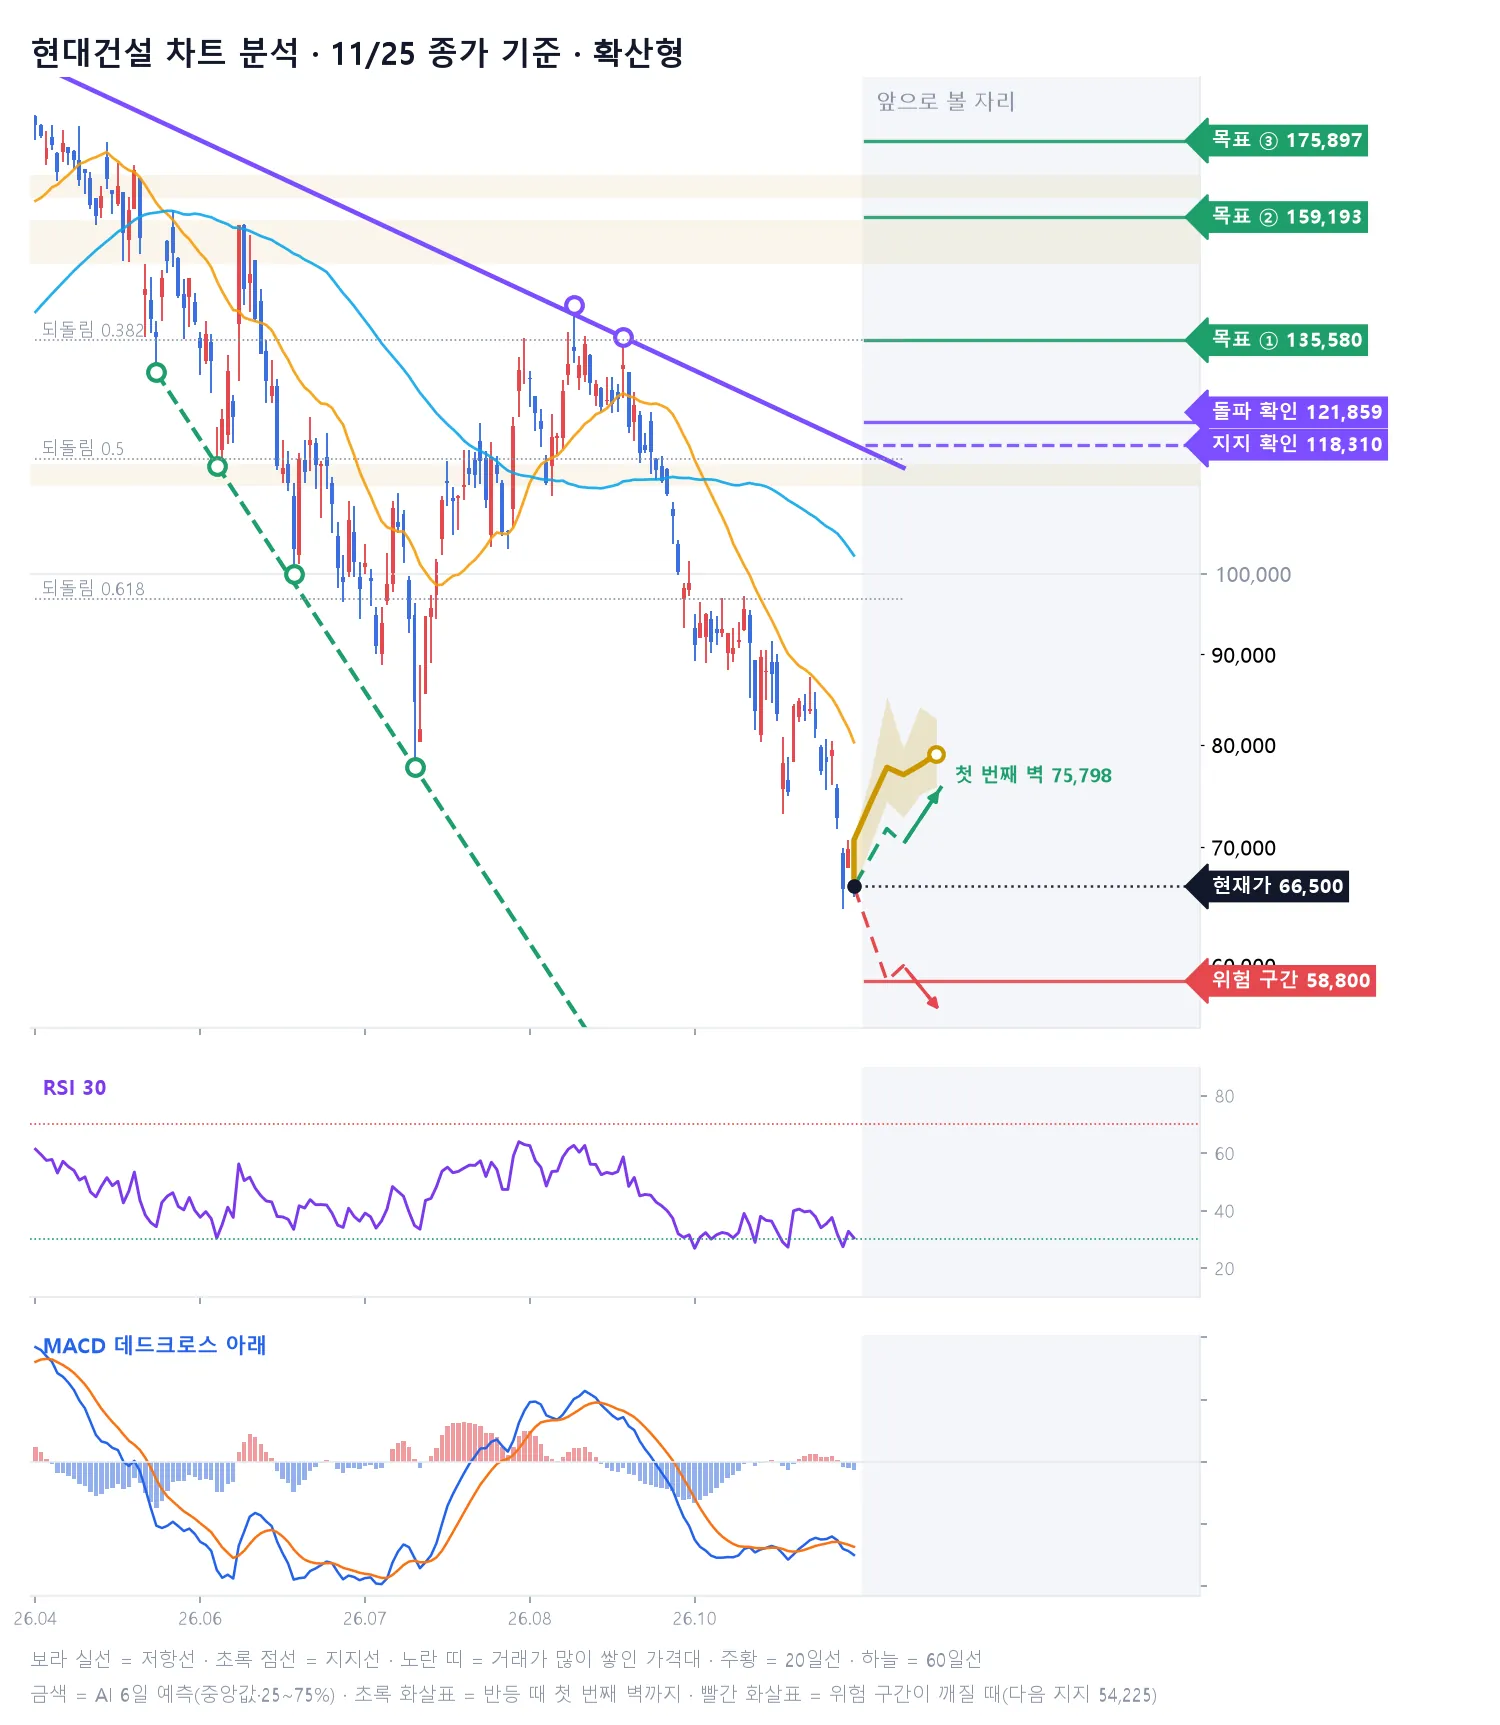 현대건설 차트 분석 · 11/25 종가 기준 · 확산형
앞으로 볼 자리
목표 ③ 175,897
목표 ② 159,193
되돌림 0.382
목표 ① 135,580
돌파 확인 121,859
지지 확인 118,310
되돌림 0.5
100,000
되돌림 0.618
90,000
80,000
첫 번째 벽 75,798
70,000
현재가 66,500
60,000
위험 구간 58,800
RSI 30
80
60
40
20
MACD 데드크로스 아래
26.04 26.06 26.07 26.08 26.10
보라 실선 = 저항선 · 초록 점선 = 지지선 · 노란 띠 = 거래가 많이 쌓인 가격대 · 주황 = 20일선 · 하늘 = 60일선
금색 = AI 6일 예측(중앙값·25~75%) · 초록 화살표 = 반등 때 첫 번째 벽까지 · 빨간 화살표 = 위험 구간이 깨질 때(다음 지지 54,225)